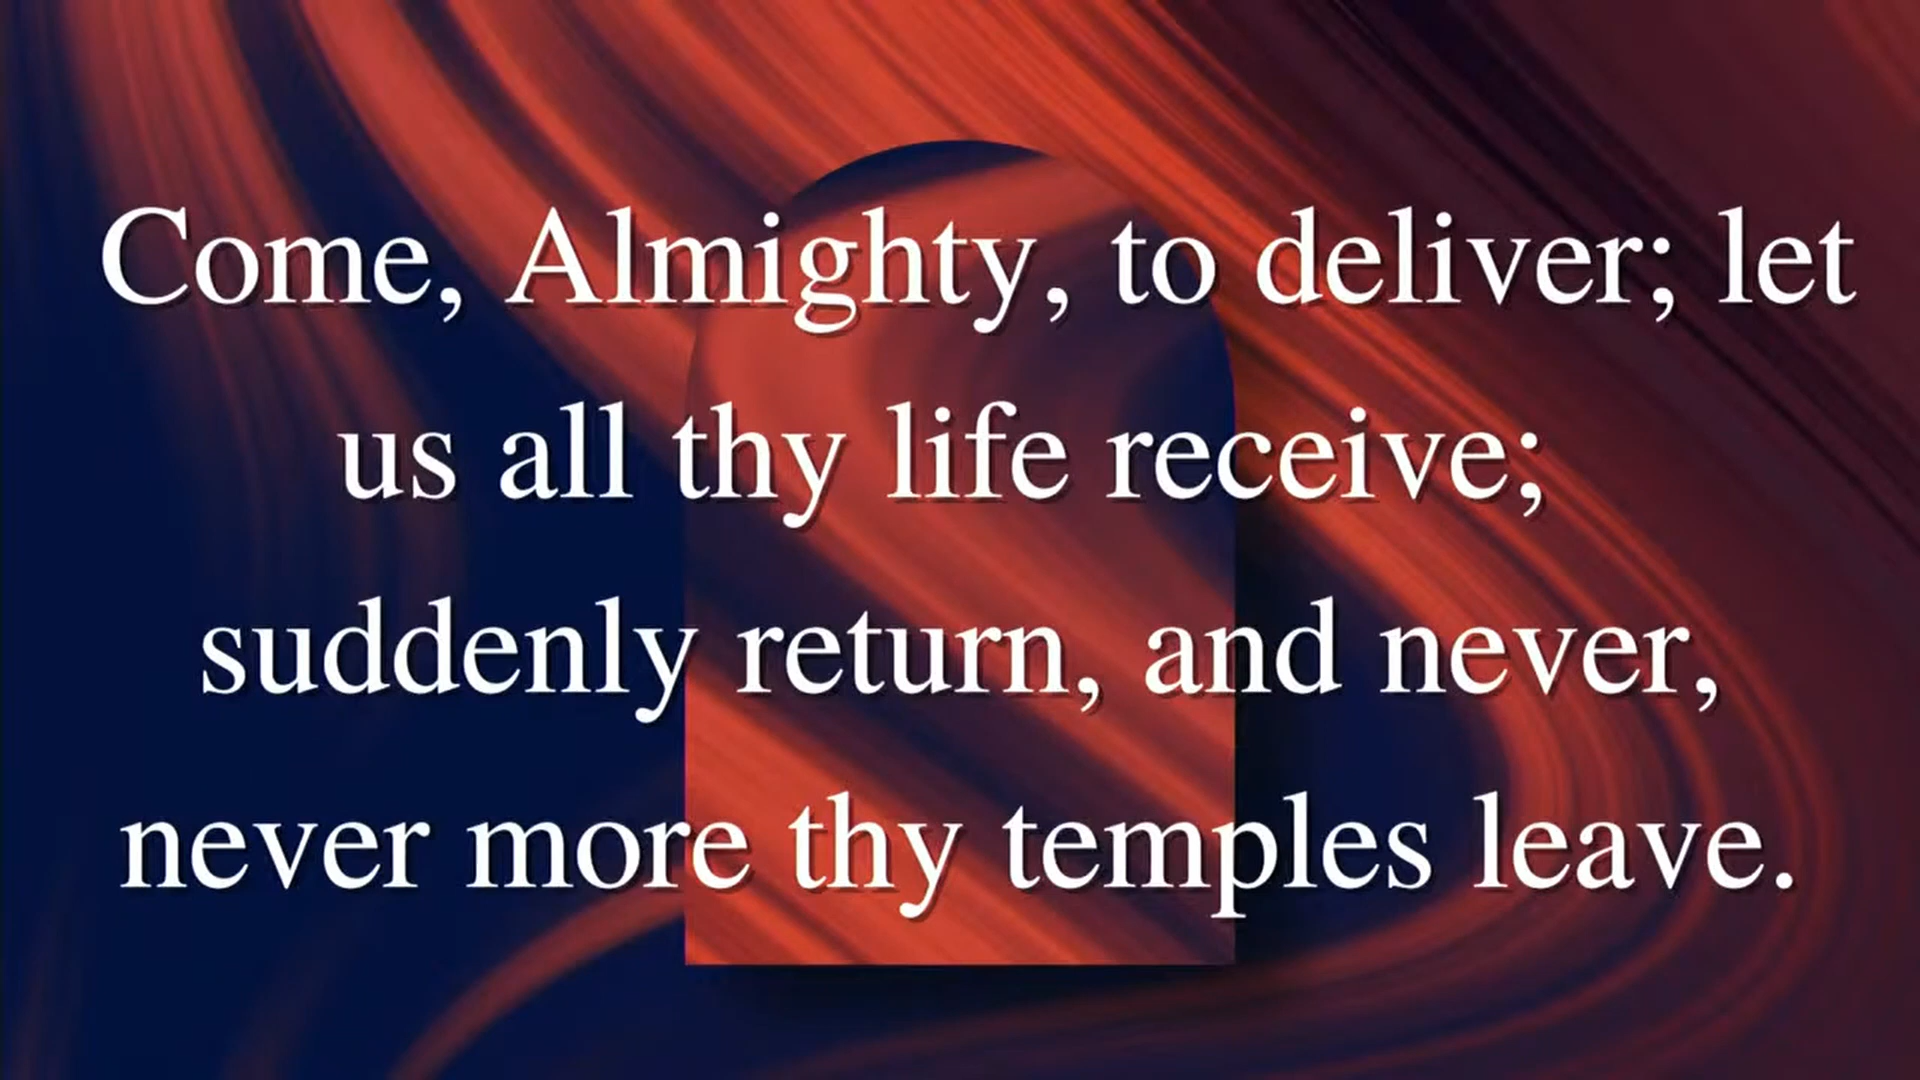 Come, Almighty, to deliver; let
us all thy life receive;
suddenly return, and never,
never more thy temples leave.